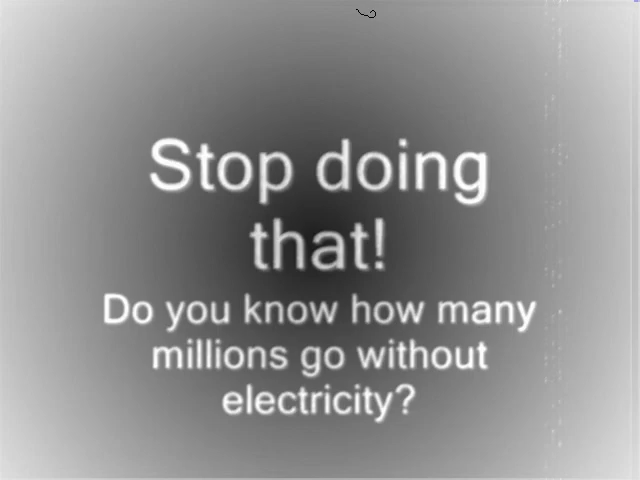 Stop doing
that!
Do you know how many
millions go without
electricity?